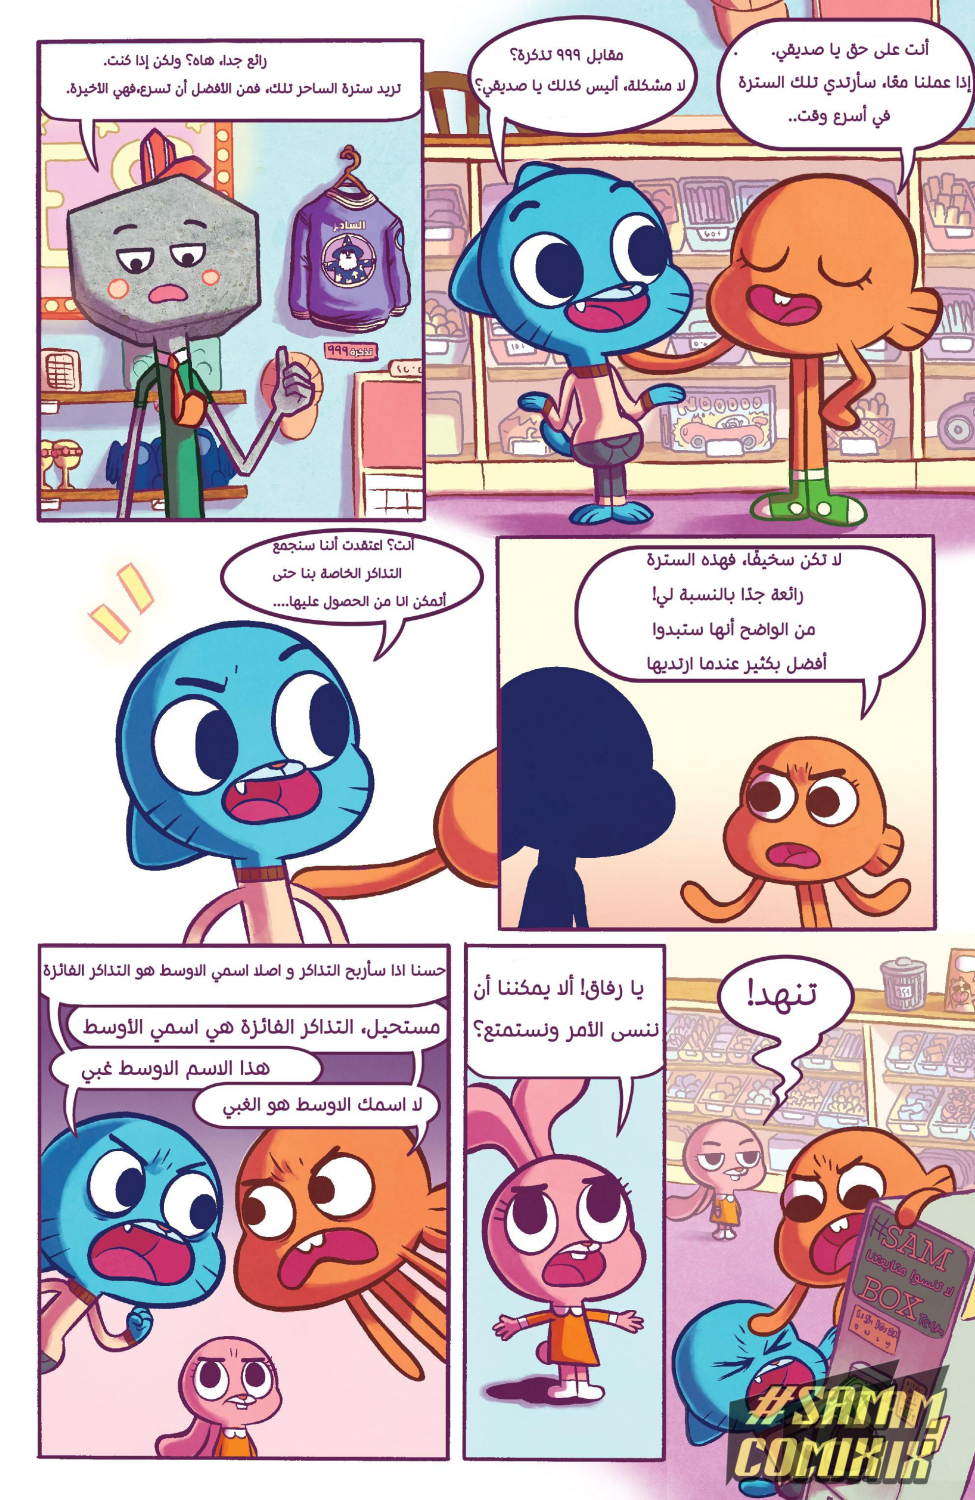 رائع جدا، هاه؟ ولكن إذا كنت.
تريد سترة الساحر تلك، فمن الأفضل أن تسرع،فهي الأخيرة.
الساحر
999 تذكرة
مقابل ٩٩٩ تذكرة؟
لا مشكلة، أليس كذلك يا صديقي؟
أنت على حق يا صديقي.
إذا عملنا معًا، سأرتدي تلك السترة
في أسرع وقت..
أنت؟ اعتقدت أننا سنجمع
التذاكر الخاصة بنا حتى
أتمكن انا من الحصول عليها....
لا تكن سخيفًا، فهذه السترة
رائعة جدًا بالنسبة لي!
من الواضح أنها ستبدوا
أفضل بكثير عندما ارتديها
حسنا اذا سأربح التذاكر و اصلا اسمي الاوسط هو التذاكر الفائزة
مستحيل، التذاكر الفائزة هي اسمي الأوسط
هذا الاسم الاوسط غبي
لا اسمك الاوسط هو الغبي
يا رفاق! ألا يمكننا أن
ننسى الأمر ونستمتع؟
تنهد!
#SAM
لا تنسوا متابعتنا
BOX
#SAMM
COMIXIX